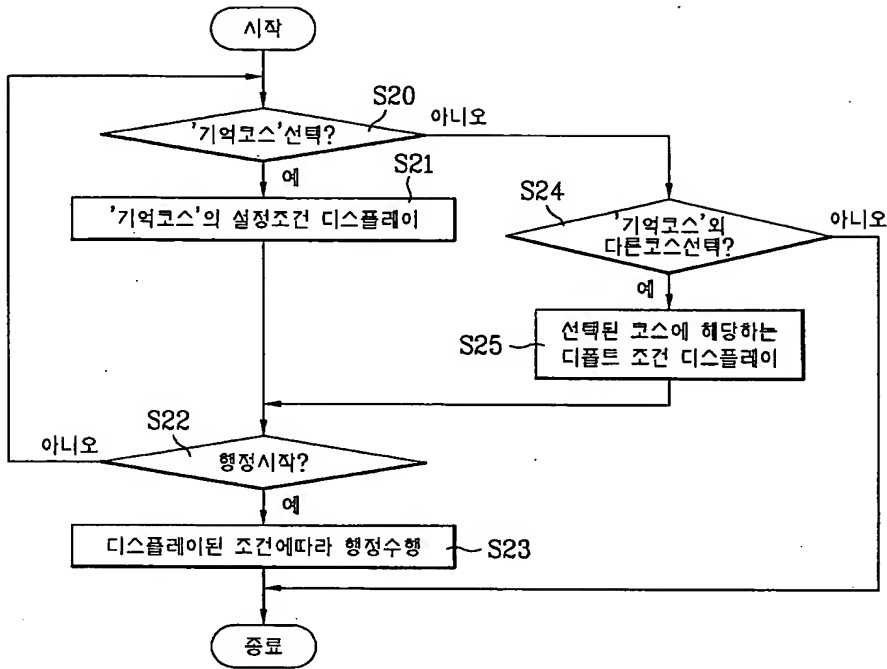 시작
S20
'기억코스'선택?
아니오
예
S21
'기억코스'의 설정조건 디스플레이
S24
'기억코스'외
다른코스선택?
아니오
예
S25
선택된 코스에 해당하는
디폴트 조건 디스플레이
S22
아니오
행정시작?
예
디스플레이된 조건에따라 행정수행
S23
종료